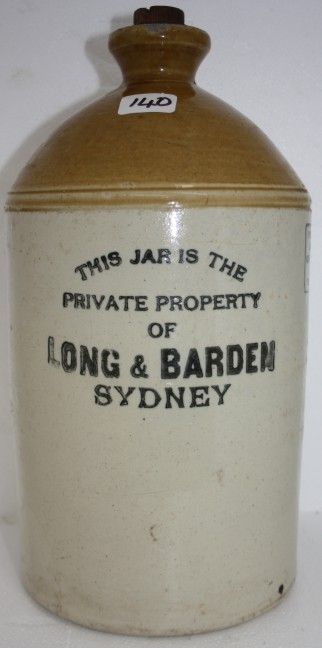 140
THIS JAR IS THE
PRIVATE PROPERTY
OF
LONG & BARDEN
SYDNEY